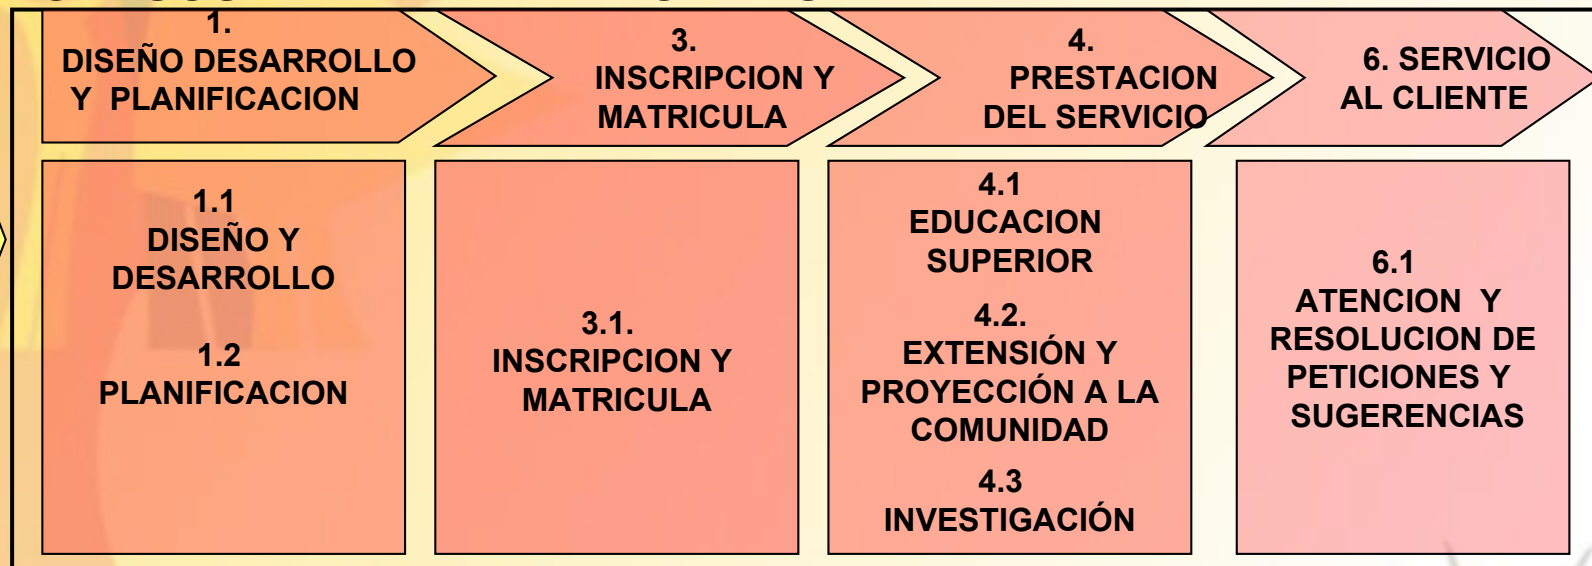 1.
DISEÑO DESARROLLO
Y PLANIFICACION
3.
INSCRIPCION Y
MATRICULA
4.
PRESTACION
DEL SERVICIO
6. SERVICIO
AL CLIENTE
1.1
DISEÑO Y
DESARROLLO
1.2
PLANIFICACION
3.1.
INSCRIPCION Y
MATRICULA
4.1
EDUCACION
SUPERIOR
4.2.
EXTENSIÓN Y
PROYECCIÓN A LA
COMUNIDAD
4.3
INVESTIGACIÓN
6.1
ATENCION Y
RESOLUCION DE
PETICIONES Y
SUGERENCIAS